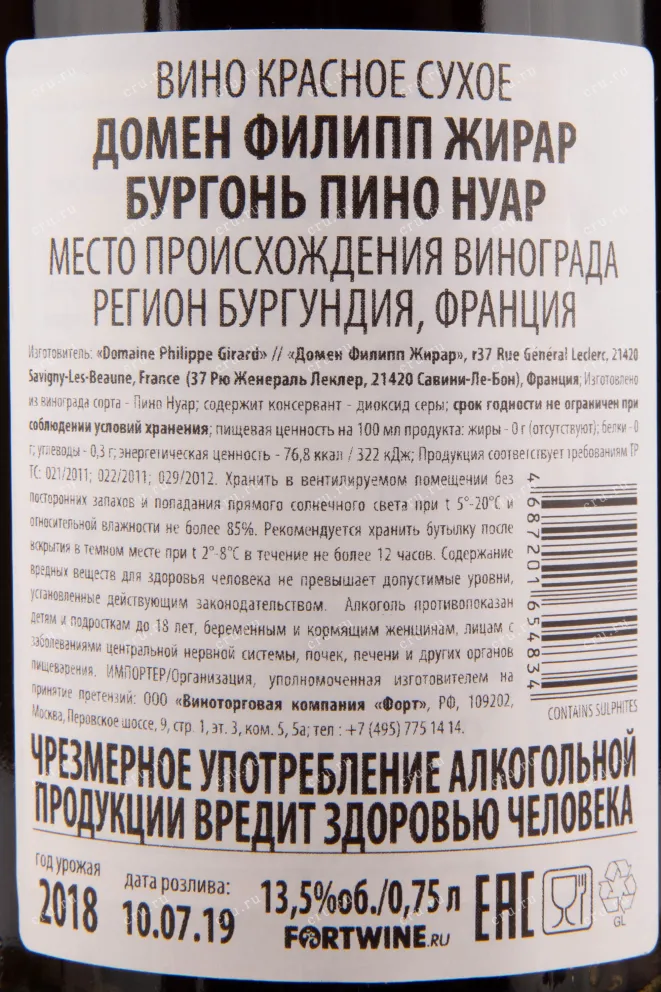 ВИНО КРАСНОЕ СУХОЕ
ДОМЕН ФИЛИПП ЖИРАР
БУРГОНЬ ПИНО НУАР
МЕСТО ПРОИСХОЖДЕНИЯ ВИНОГРАДА
РЕГИОН БУРГУНДИЯ, ФРАНЦИЯ
Изготовитель: «Domaine Philippe Girard» // «Домен Филипп Жирар», r37 Rue Général Leclerc, 21420
Savigny-Les-Beaune, France (37 Рю Женераль Леклер, 21420 Савини-Ле-Бон), Франция; Изготовлено
из винограда сорта - Пино Нуар; содержит консервант - диоксид серы; срок годности не ограничен при
соблюдении условий хранения; пищевая ценность на 100 мл продукта: жиры - 0 г (отсутствуют); белки - 0
г; углеводы - 0,3 г; энергетическая ценность - 76,8 ккал / 322 кДж; Продукция соответствует требованиям ТР
ТС: 021/2011; 022/2011; 029/2012. Хранить в вентилируемом помещении без
посторонних запахов и попадания прямого солнечного света при t 5°-20°C и
относительной влажности не более 85%. Рекомендуется хранить бутылку после
вскрытия в темном месте при t 2°-8°C в течение не более 12 часов. Содержание
вредных веществ для здоровья человека не превышает допустимые уровни,
установленные действующим законодательством. Алкоголь противопоказан
детям и подросткам до 18 лет, беременным и кормящим женщинам, лицам с
заболеваниями центральной нервной системы, почек, печени и других органов
пищеварения. ИМПОРТЕР/Организация, уполномоченная изготовителем на
принятие претензий: ООО «Виноторговая компания «Форт», РФ, 109202,
Москва, Перовское шоссе, 9, стр. 1, эт. 3, ком. 5, 5а; тел : +7 (495) 775 14 14.
4 687201 654834
CONTAINS SULPHITES
ЧРЕЗМЕРНОЕ УПОТРЕБЛЕНИЕ АЛКОГОЛЬНОЙ
ПРОДУКЦИИ ВРЕДИТ ЗДОРОВЬЮ ЧЕЛОВЕКА
год урожая
2018
дата розлива:
10.07.19
13,5%об./0,75 л
FORTWINE.RU
EAC
GL
cru.ru